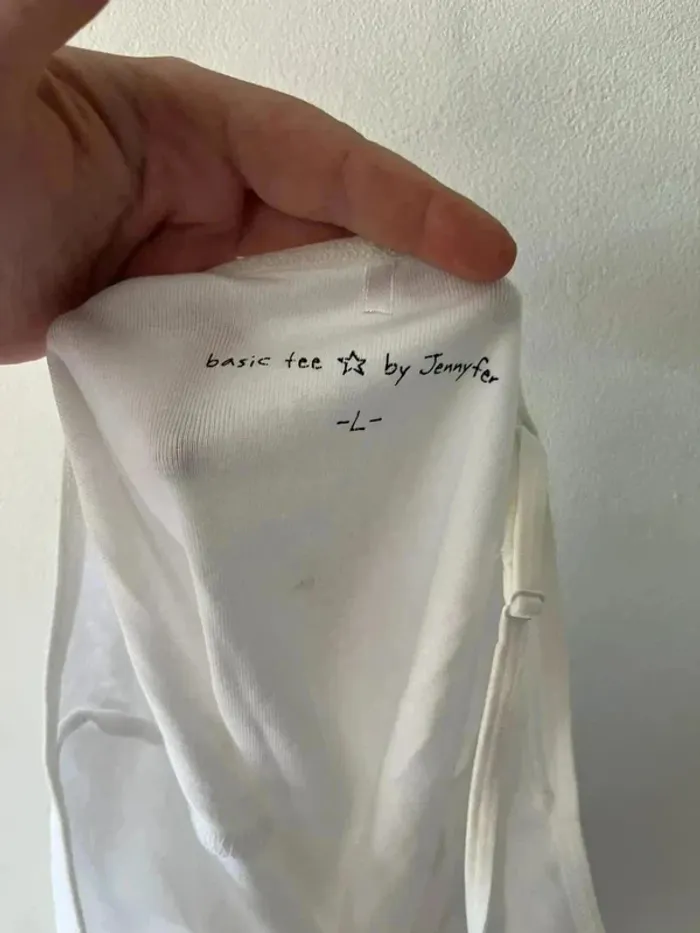 basic tee ☆ by Jennyfer
-L-